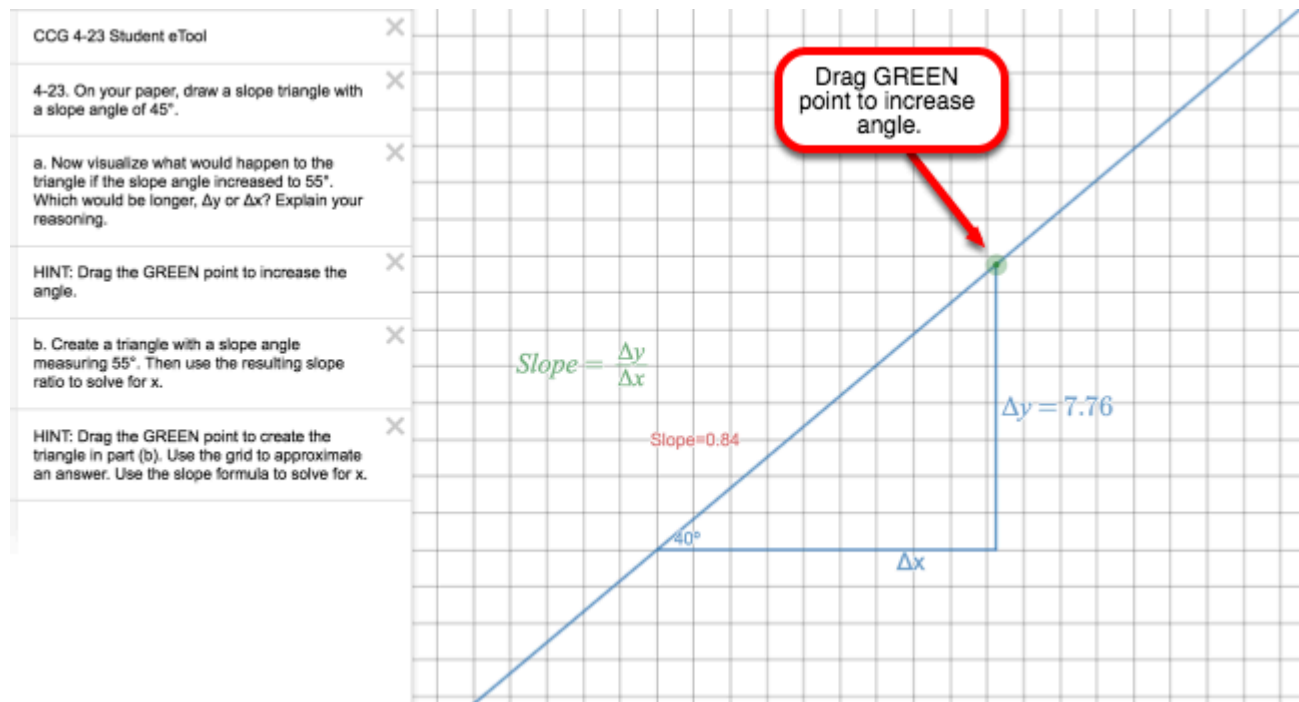 CCG 4-23 Student eTool
4-23. On your paper, draw a slope triangle with
a slope angle of 45°.
a. Now visualize what would happen to the
triangle if the slope angle increased to 55°.
Which would be longer, Δy or Δx? Explain your
reasoning.
HINT: Drag the GREEN point to increase the
angle.
b. Create a triangle with a slope angle
measuring 55°. Then use the resulting slope
ratio to solve for x.
HINT: Drag the GREEN point to create the
triangle in part (b). Use the grid to approximate
an answer. Use the slope formula to solve for x.
Drag GREEN
point to increase
angle.
Slope = Δy/Δx
Δy = 7.76
Slope=0.84
40°
Δx